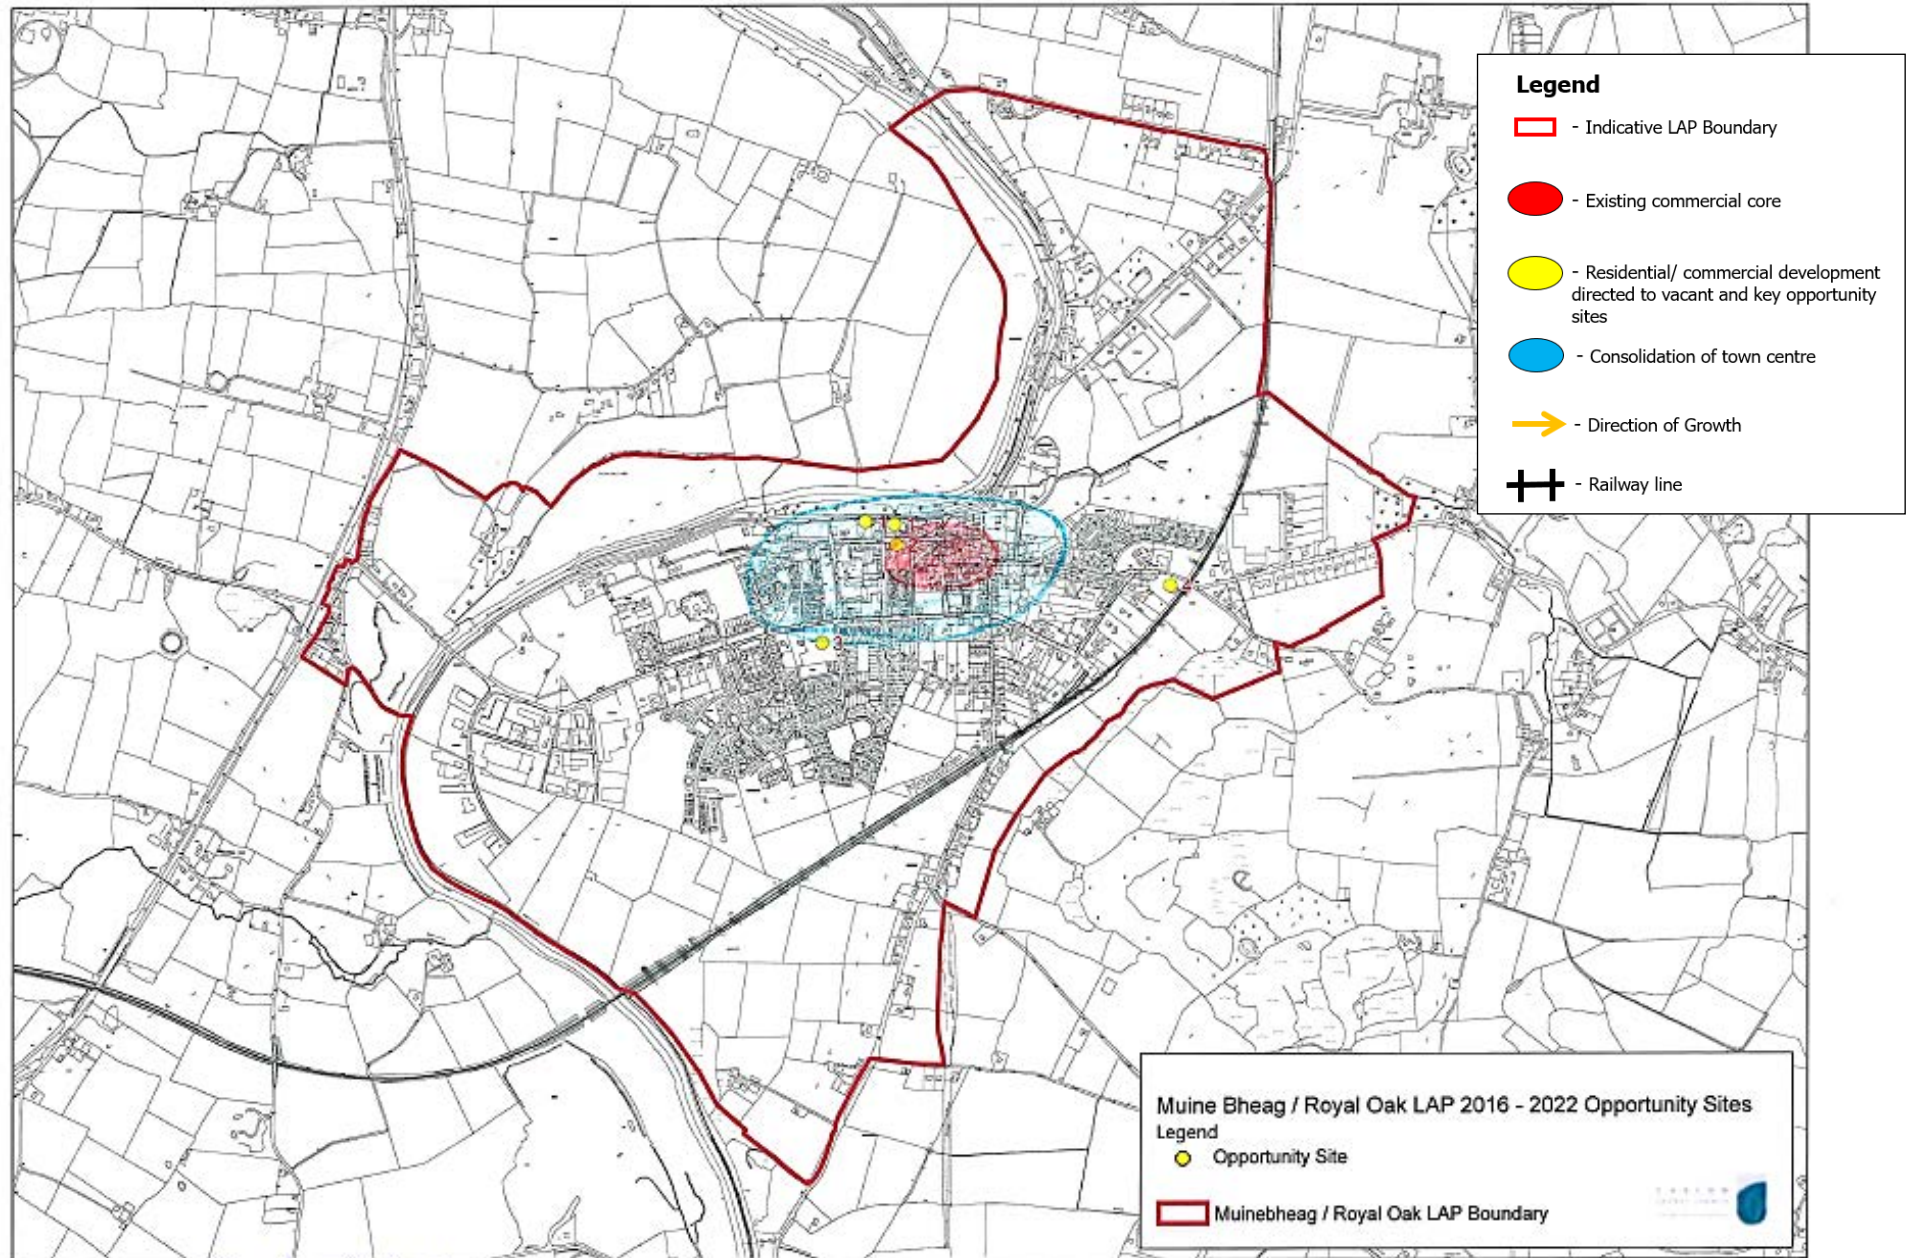 Legend
- Indicative LAP Boundary
- Existing commercial core
- Residential/ commercial development
directed to vacant and key opportunity
sites
- Consolidation of town centre
- Direction of Growth
- Railway line
3
Muine Bheag / Royal Oak LAP 2016 - 2022 Opportunity Sites
Legend
Opportunity Site
Muinebheag / Royal Oak LAP Boundary